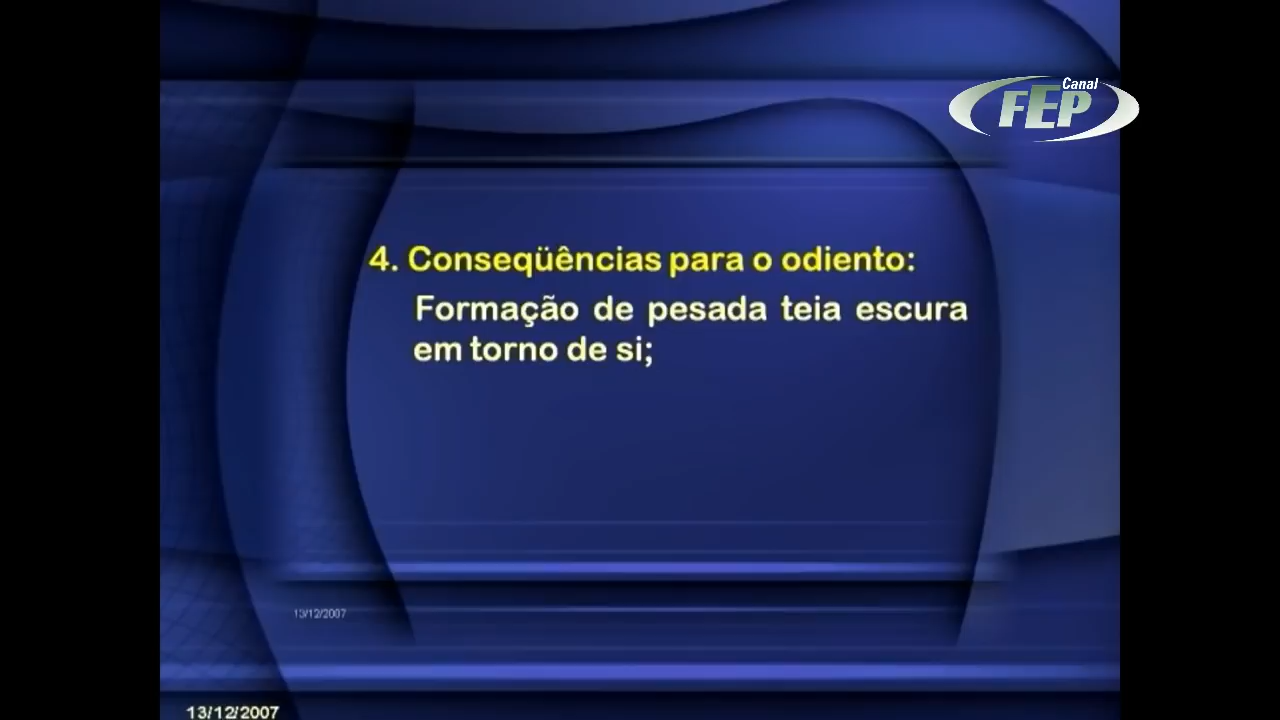 Canal
FEP
4. Conseqüências para o odiento:
Formação de pesada teia escura
em torno de si;
13/12/2007
13/12/2007